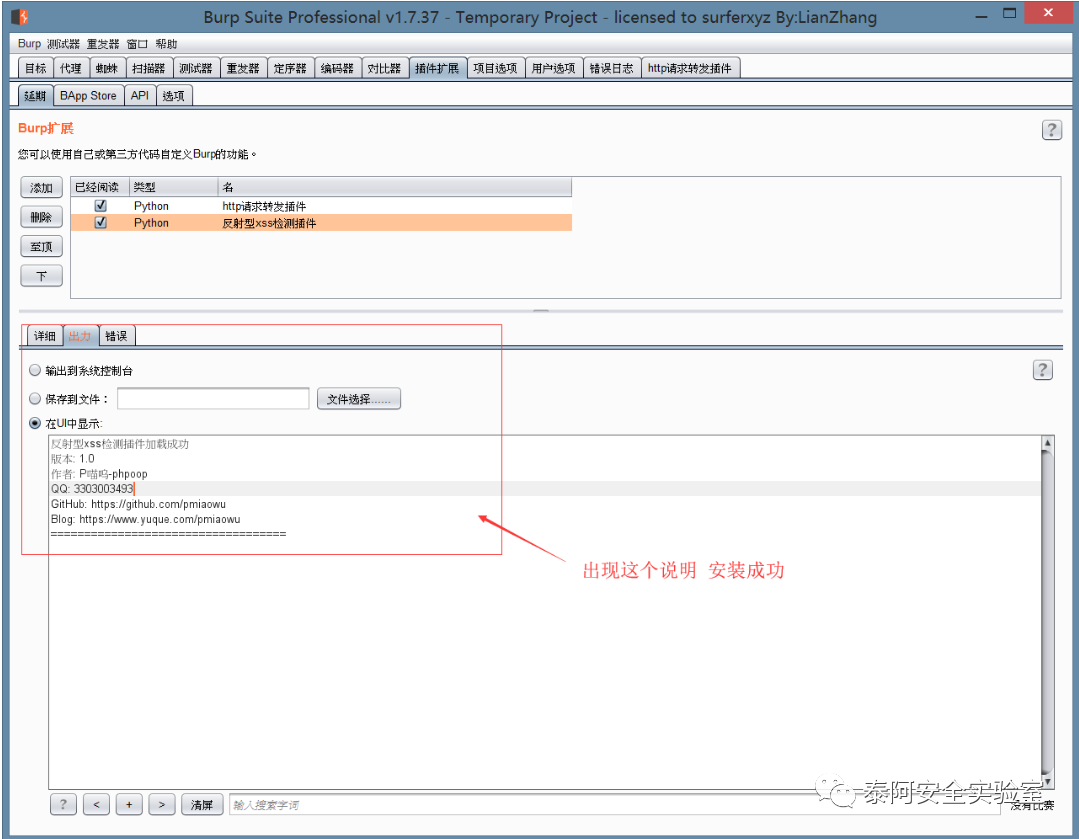 Burp Suite Professional v1.7.37 - Temporary Project - licensed to surferxyz By:LianZhang
Burp 测试器 重发器 窗口 帮助
目标 代理 蜘蛛 扫描器 测试器 重发器 定序器 编码器 对比器 插件扩展 项目选项 用户选项 错误日志 http请求转发插件
延期 BApp Store API 选项
Burp扩展
?
您可以使用自己或第三方代码自定义Burp的功能。
添加
删除
至顶
下
已经阅读 类型 名
Python http请求转发插件
Python 反射型xss检测插件
详细 出力 错误
输出到系统控制台
?
保存到文件: 文件选择......
在UI中显示:
反射型xss检测插件加载成功
版本: 1.0
作者: P喵呜-phpoop
QQ: 3303003493
GitHub: https://github.com/pmiaowu
Blog: https://www.yuque.com/pmiaowu
===================================
出现这个说明 安装成功
? < + > 清屏 输入搜索字词
没有比赛
泰阿安全实验室